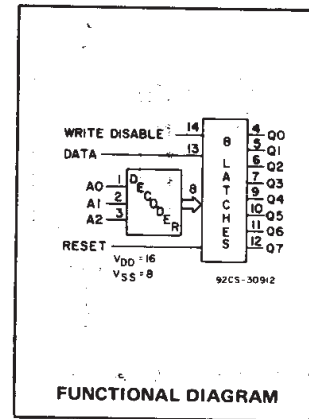 WRITE DISABLE 14
DATA 13
A0 1
A1 2
A2 3
DECODER
8
RESET
8 LATCHES
4 Q0
5 Q1
6 Q2
7 Q3
9 Q4
10 Q5
11 Q6
12 Q7
VDD = 16
VSS = 8
92CS-30912
FUNCTIONAL DIAGRAM